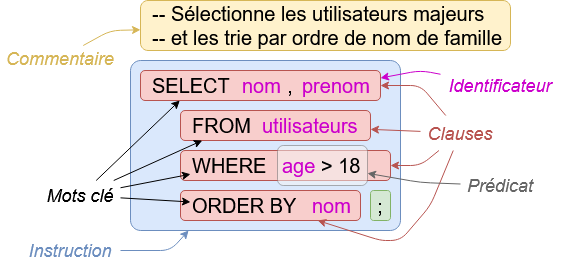 -- Sélectionne les utilisateurs majeurs
-- et les trie par ordre de nom de famille
Commentaire
SELECT nom , prenom
Identificateur
FROM utilisateurs
Clauses
WHERE age > 18
Prédicat
Mots clé
ORDER BY nom ;
Instruction